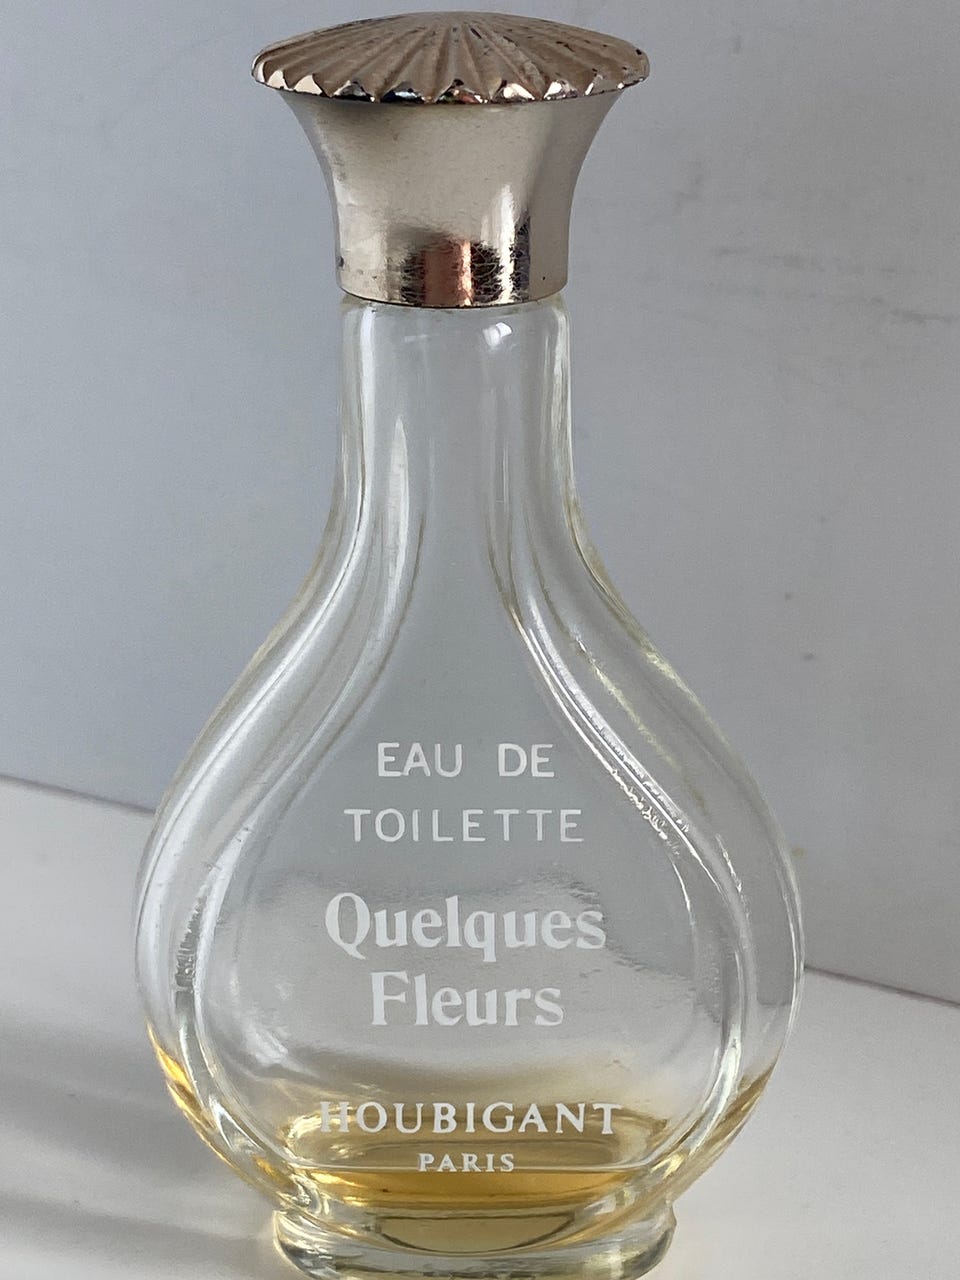 EAU DE
TOILETTE
Quelques
Fleurs
HOUBIGANT
PARIS